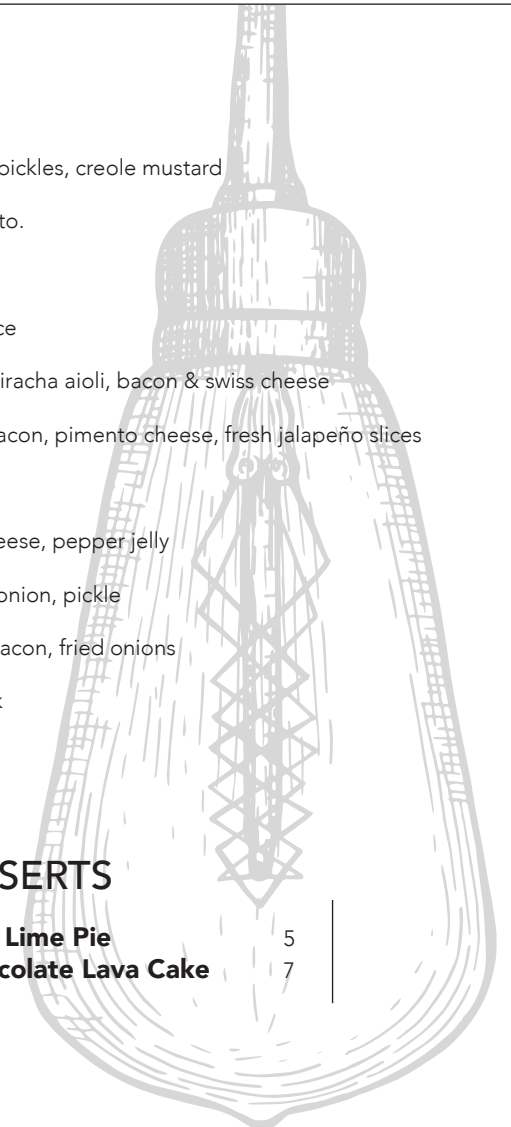 pickles, creole mustard
to.
ce
iracha aioli, bacon & swiss cheese
acon, pimento cheese, fresh jalapeño slices
eese, pepper jelly
onion, pickle
acon, fried onions
k
SERTS
Lime Pie 5
colate Lava Cake 7